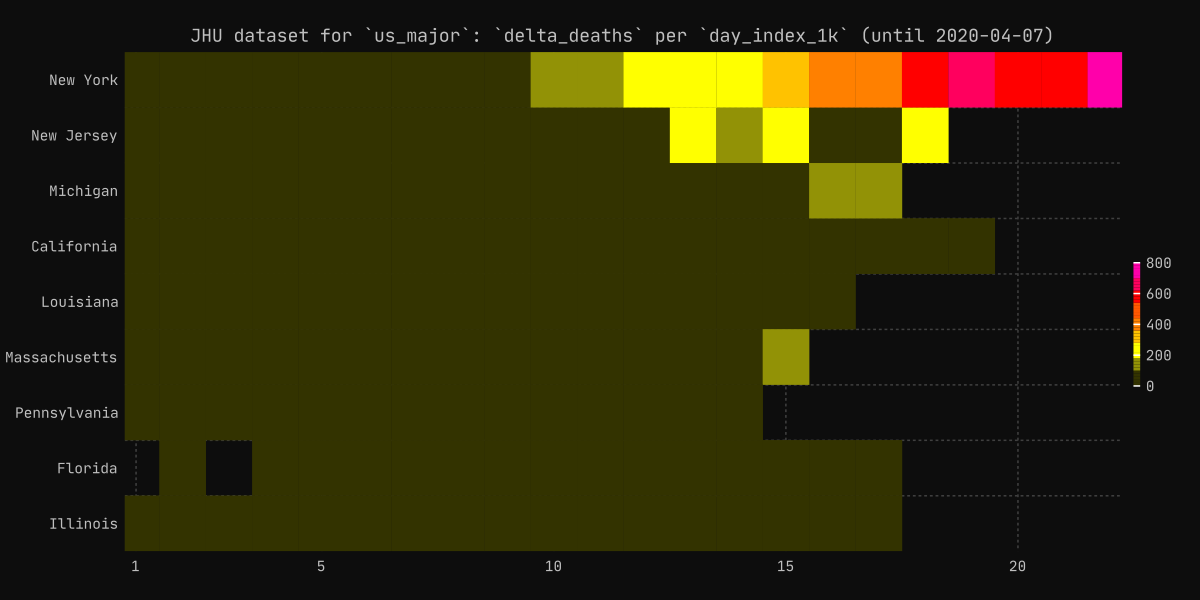 JHU dataset for `us_major`: `delta_deaths` per `day_index_1k` (until 2020-04-07)
New York
New Jersey
Michigan
California
Louisiana
Massachusetts
Pennsylvania
Florida
Illinois
1 5 10 15 20
800
600
400
200
0